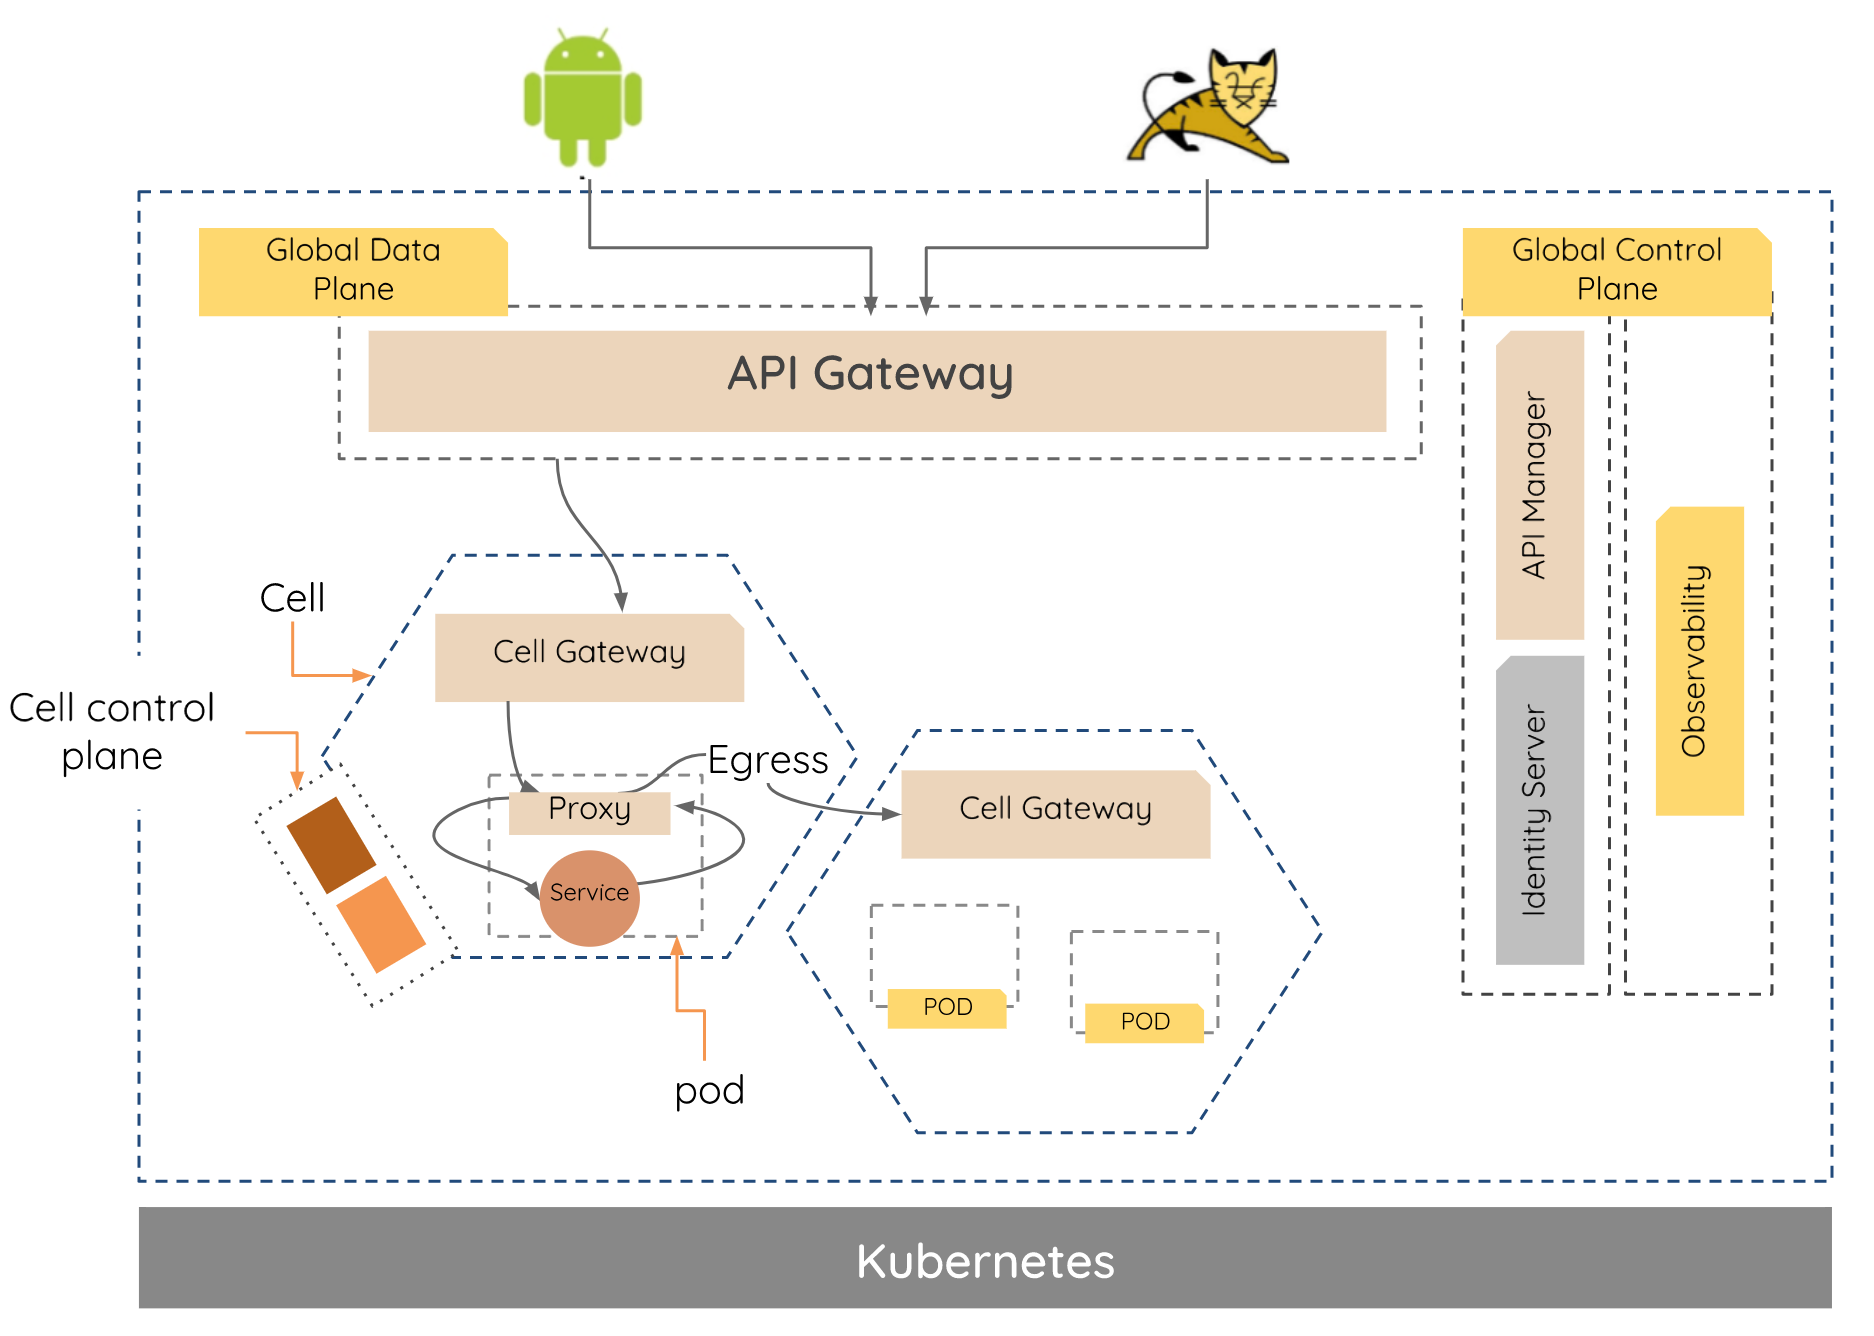 Global Data
Plane
Global Control
Plane
API Gateway
API Manager
Observability
Identity Server
Cell
Cell Gateway
Cell control
plane
Egress
Proxy
Cell Gateway
Service
POD
POD
pod
Kubernetes